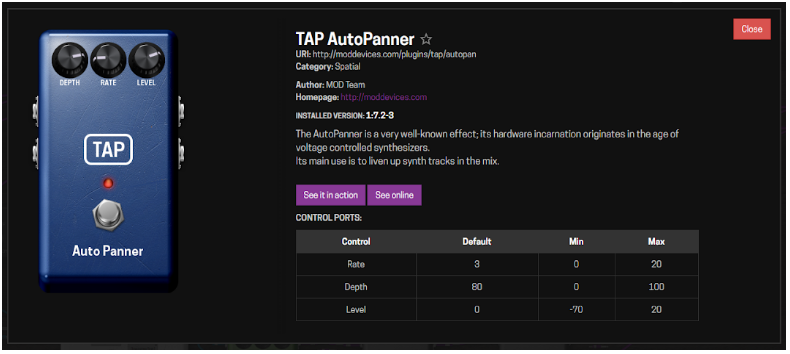 DEPTH RATE LEVEL
TAP
Auto Panner
Close
TAP AutoPanner
URI: http://moddevices.com/plugins/tap/autopan
Category: Spatial
Author: MOD Team
Homepage: http://moddevices.com
INSTALLED VERSION: 1:7.2-3
The AutoPanner is a very well-known effect; its hardware incarnation originates in the age of
voltage controlled synthesizers.
Its main use is to liven up synth tracks in the mix.
See it in action See online
CONTROL PORTS:
Control Default Min Max
Rate 3 0 20
Depth 80 0 100
Level 0 -70 20